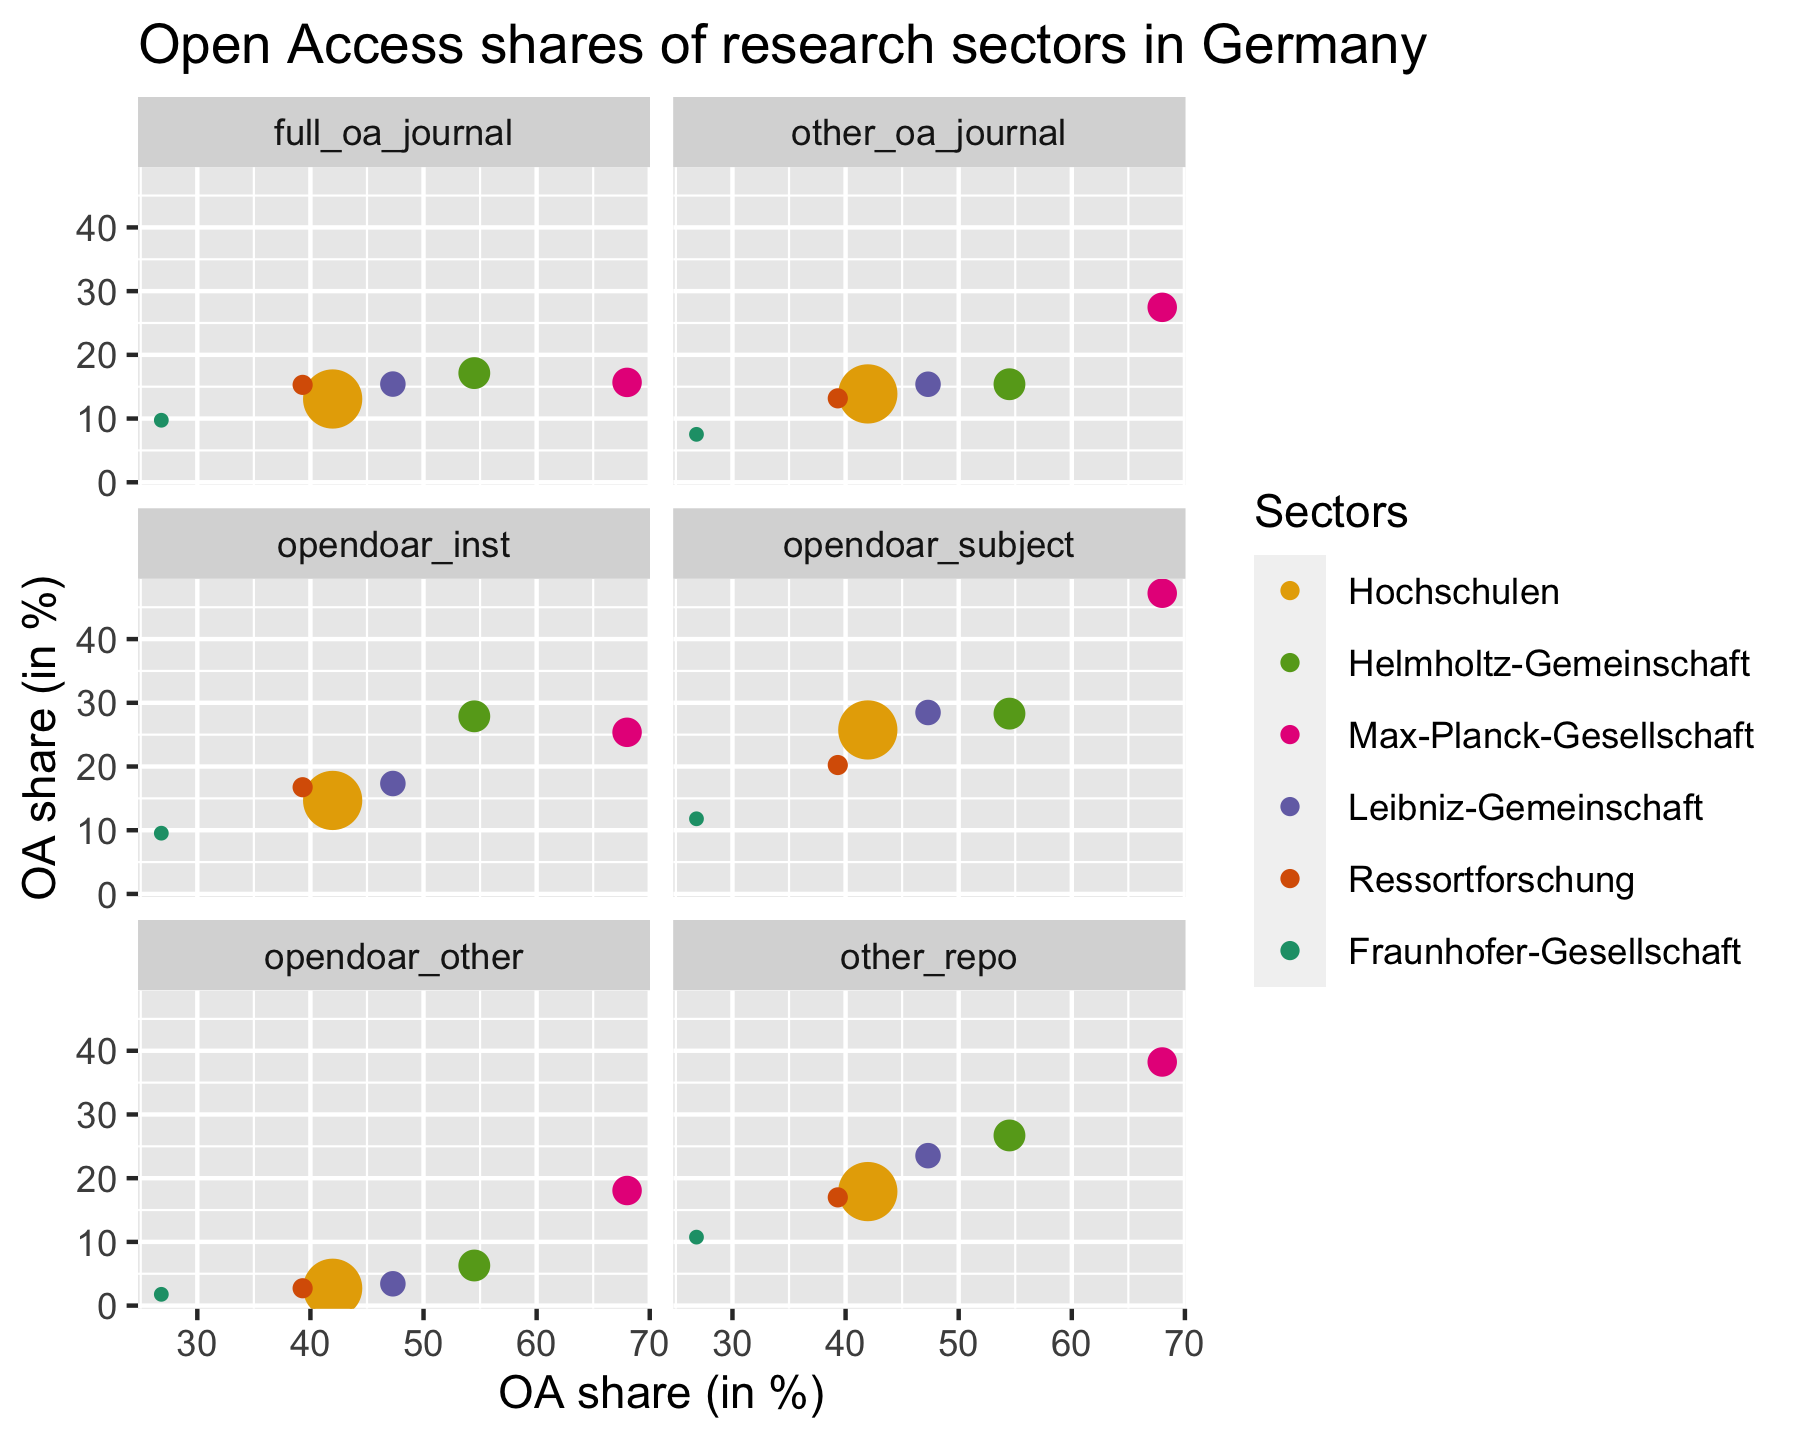 Open Access shares of research sectors in Germany
full_oa_journal
other_oa_journal
40
30
20
10
0
opendoar_inst
opendoar_subject
40
30
20
10
0
opendoar_other
other_repo
40
30
20
10
0
30 40 50 60 70
30 40 50 60 70
OA share (in %)
OA share (in %)
Sectors
Hochschulen
Helmholtz-Gemeinschaft
Max-Planck-Gesellschaft
Leibniz-Gemeinschaft
Ressortforschung
Fraunhofer-Gesellschaft